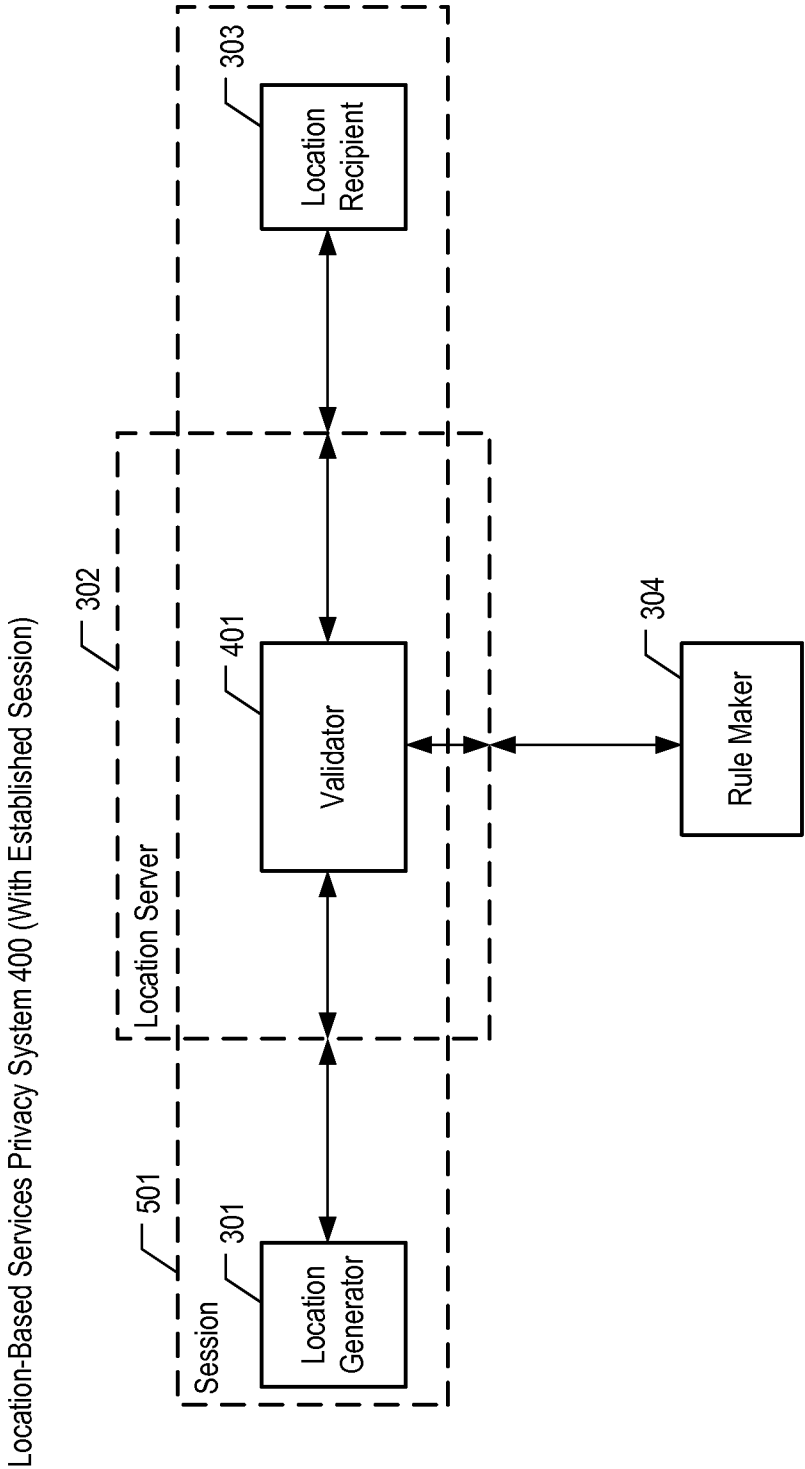 Location-Based Services Privacy System 400 (With Established Session)
302
Location Server
501
Session
301
Location
Generator
401
Validator
303
Location
Recipient
304
Rule Maker